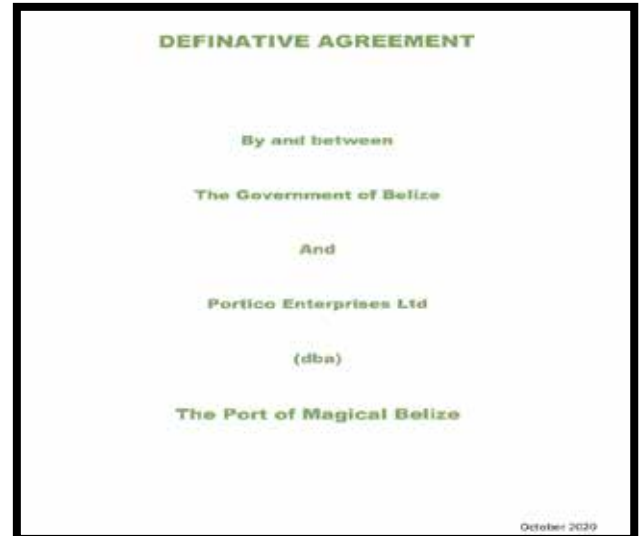 DEFINATIVE AGREEMENT
By and between
The Government of Belize
And
Portico Enterprises Ltd
(dba)
The Port of Magical Belize
October 2020